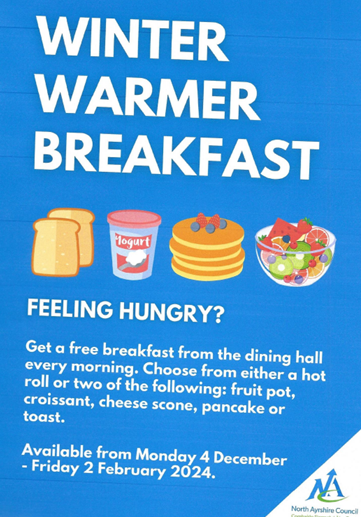 WINTER
WARMER
BREAKFAST
Yogurt
FEELING HUNGRY?
Get a free breakfast from the dining hall
every morning. Choose from either a hot
roll or two of the following: fruit pot,
croissant, cheese scone, pancake or
toast.
Available from Monday 4 December
- Friday 2 February 2024.
North Ayrshire Council